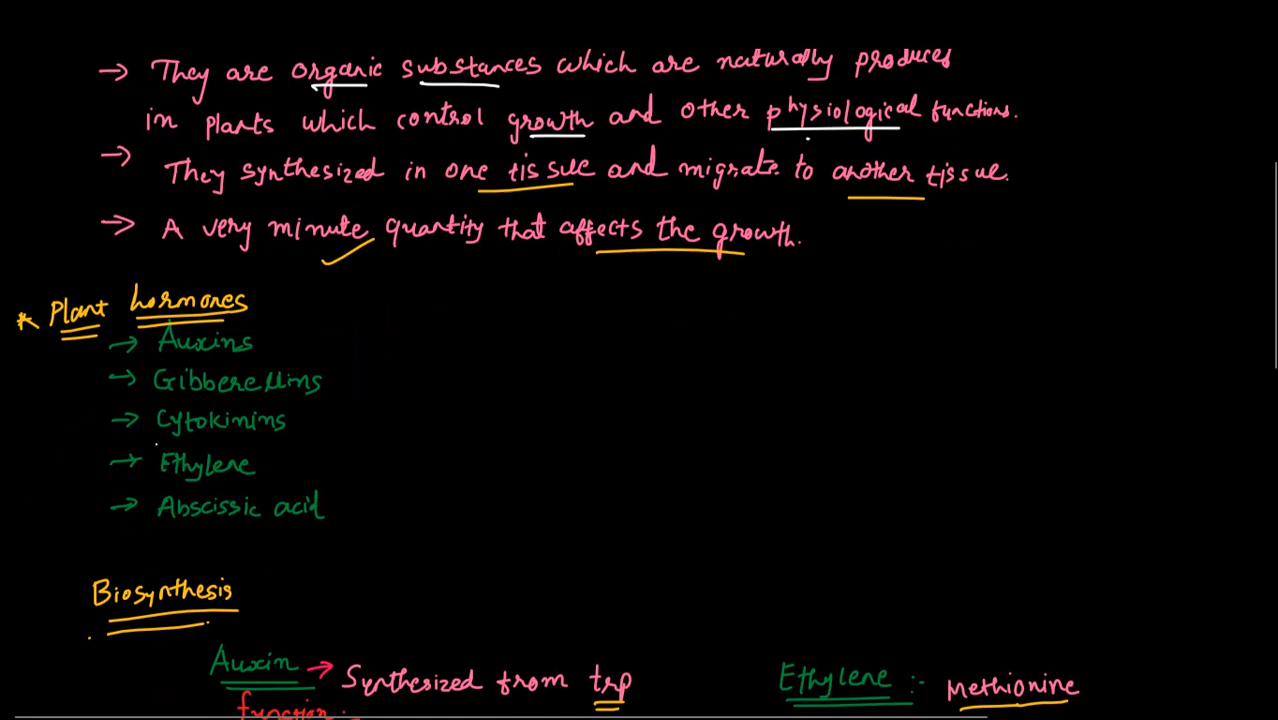 → They are organic substances which are naturally produces
in plants which control growth and other physiological functions.
→ They synthesized in one tissue and migrate to another tissue.
→ A very minute quantity that affects the growth.
* Plant hormones
→ Auxins
→ Gibberellins
→ Cytokinins
→ Ethylene
→ Abscissic acid
Biosynthesis
Auxin → Synthesized from trp Ethylene :- Methionine
function :-